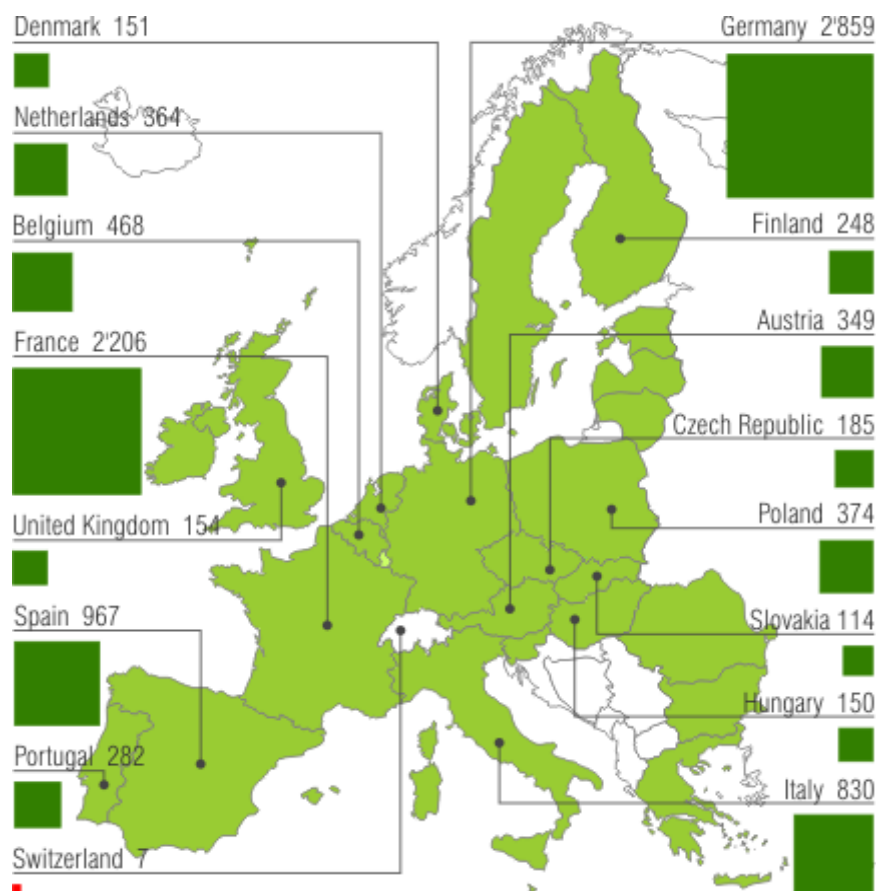 Denmark 151
Germany 2'859
Netherlands 364
Belgium 468
Finland 248
France 2'206
Austria 349
Czech Republic 185
United Kingdom 154
Poland 374
Spain 967
Slovakia 114
Hungary 150
Portugal 282
Italy 830
Switzerland 7